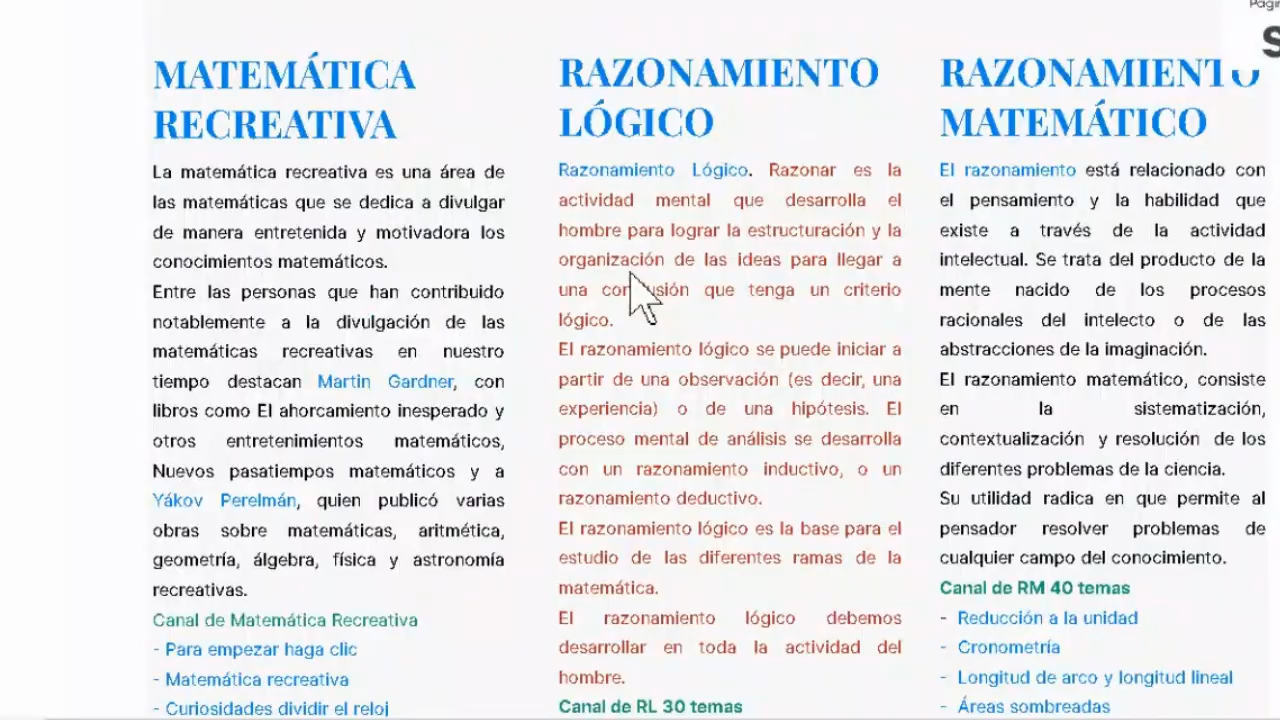 MATEMÁTICA
RECREATIVA
La matemática recreativa es una área de
las matemáticas que se dedica a divulgar
de manera entretenida y motivadora los
conocimientos matemáticos.
Entre las personas que han contribuido
notablemente a la divulgación de las
matemáticas recreativas en nuestro
tiempo destacan Martin Gardner, con
libros como El ahorcamiento inesperado y
otros entretenimientos matemáticos,
Nuevos pasatiempos matemáticos y a
Yákov Perelmán, quien publicó varias
obras sobre matemáticas, aritmética,
geometría, álgebra, física y astronomía
recreativas.
Canal de Matemática Recreativa
- Para empezar haga clic
- Matemática recreativa
- Curiosidades dividir el reloj
RAZONAMIENTO
LÓGICO
Razonamiento Lógico. Razonar es la
actividad mental que desarrolla el
hombre para lograr la estructuración y la
organización de las ideas para llegar a
una que tenga un criterio
lógico.
El razonamiento lógico se puede iniciar a
partir de una observación (es decir, una
experiencia) o de una hipótesis. El
proceso mental de análisis se desarrolla
con un razonamiento inductivo, o un
razonamiento deductivo.
El razonamiento lógico es la base para el
estudio de las diferentes ramas de la
matemática.
El razonamiento lógico debemos
desarrollar en toda la actividad del
hombre.
Canal de RL 30 temas
RAZONAMIENTO
MATEMÁTICO
El razonamiento está relacionado con
el pensamiento y la habilidad que
existe a través de la actividad
intelectual. Se trata del producto de la
mente nacido de los procesos
racionales del intelecto o de las
abstracciones de la imaginación.
El razonamiento matemático, consiste
en la sistematización,
contextualización y resolución de los
diferentes problemas de la ciencia.
Su utilidad radica en que permite al
pensador resolver problemas de
cualquier campo del conocimiento.
Canal de RM 40 temas
- Reducción a la unidad
- Cronometría
- Longitud de arco y longitud lineal
- Áreas sombreadas